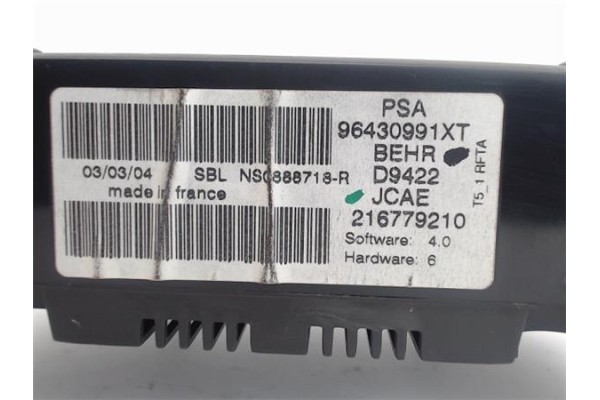 PSA
96430991XT
BEHR
D9422
JCAE
216779210
Software: 4.0
Hardware: 6
T5_1 RFTA
03/03/04 SBL NS0888718-R
made in france